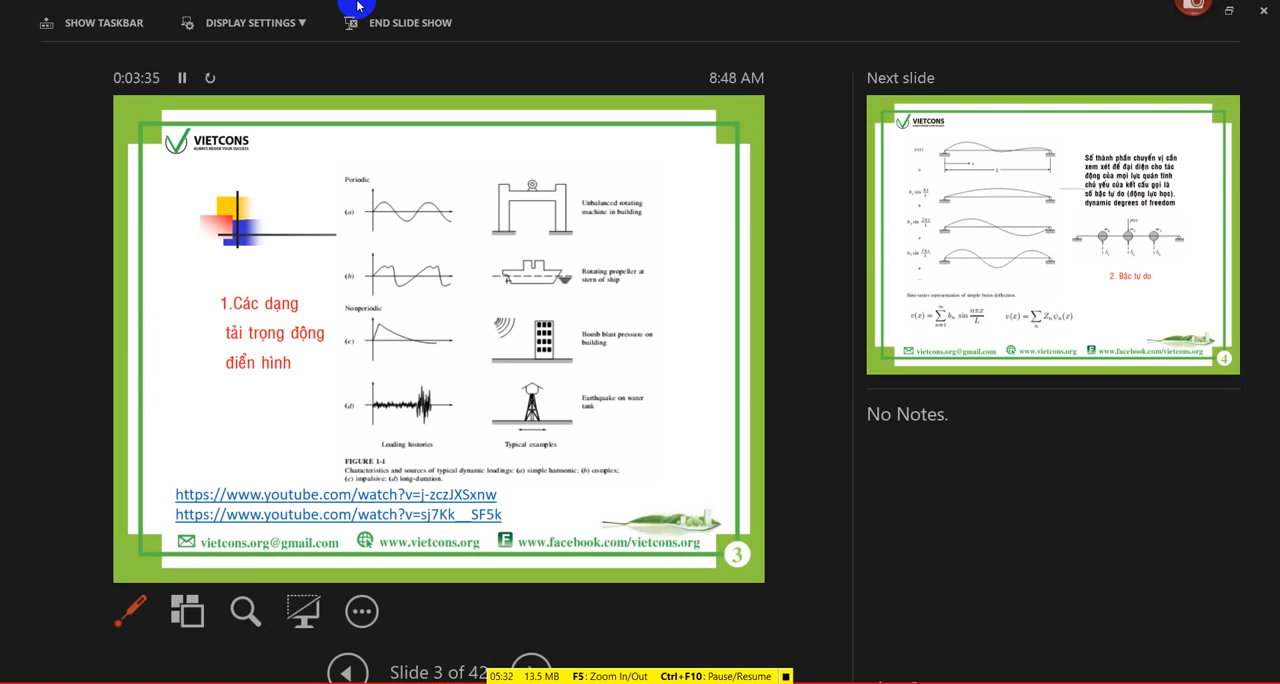 SHOW TASKBAR
DISPLAY SETTINGS ▼
END SLIDE SHOW
0:03:35
8:48 AM
VIETCONS
ALWAYS BESIDE YOUR SUCCESS
1.Các dạng
tải trọng động
điển hình
Periodic
(a)
Unbalanced rotating
machine in building
(b)
Rotating propeller at
stern of ship
Nonperiodic
(c)
Bomb blast pressure on
building
(d)
Earthquake on water
tank
Loading histories
Typical examples
FIGURE 1-1
Characteristics and sources of typical dynamic loadings: (a) simple harmonic; (b) complex;
(c) impulsive; (d) long-duration.
https://www.youtube.com/watch?v=j-zczJXSxnw
https://www.youtube.com/watch?v=sj7Kk__SF5k
vietcons.org@gmail.com
www.vietcons.org
www.facebook.com/vietcons.org
3
Slide 3 of 42
Next slide
VIETCONS
Số thành phần chuyển vị cần
xem xét để đại diện cho tác
động của mọi lực quán tính
chủ yếu của kết cấu gọi là
số bậc tự do (động lực học).
dynamic degrees of freedom
2. Bậc tự do
Sine-series representation of simple beam deflection.
vietcons.org@gmail.com
www.vietcons.org
www.facebook.com/vietcons.org
4
No Notes.
05:32 13.5 MB F5: Zoom In/Out Ctrl+F10: Pause/Resume